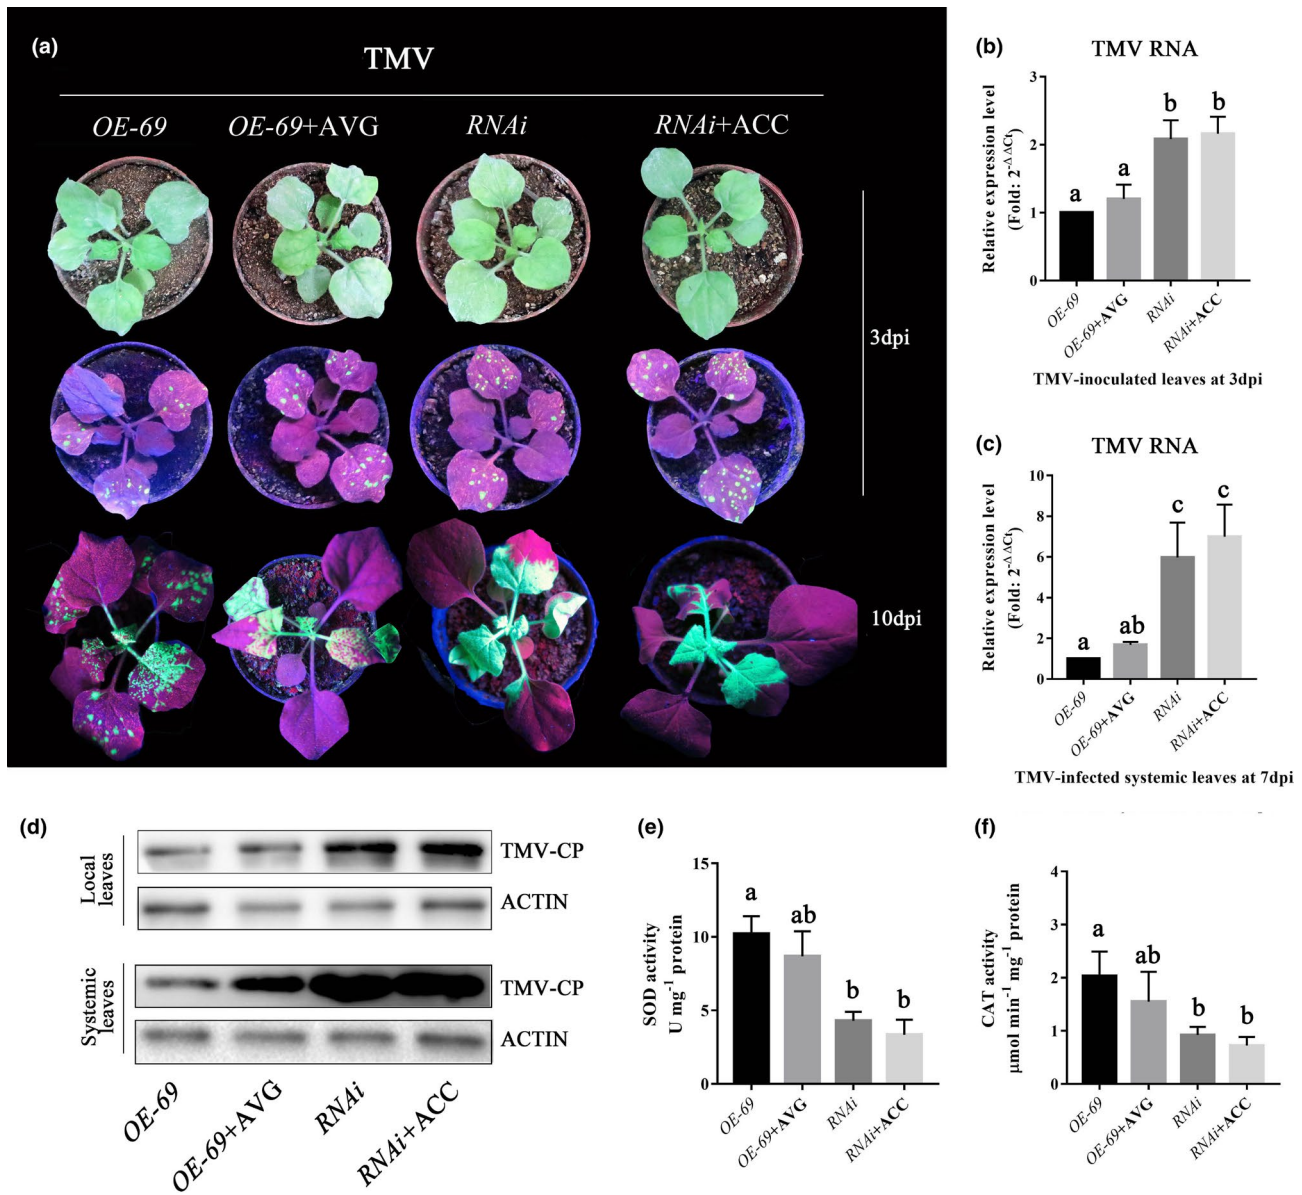 (a)
TMV
OE-69 OE-69+AVG RNAi RNAi+ACC
3dpi
10dpi
(b)
TMV RNA
Relative expression level
(Fold: 2^-ΔΔCt)
3
2
1
0
a a b b
OE-69 OE-69+AVG RNAi RNAi+ACC
TMV-inoculated leaves at 3dpi
(c)
TMV RNA
Relative expression level
(Fold: 2^-ΔΔCt)
10
8
6
4
2
0
a ab c c
OE-69 OE-69+AVG RNAi RNAi+ACC
TMV-infected systemic leaves at 7dpi
(d)
Local
leaves
TMV-CP
ACTIN
Systemic
leaves
TMV-CP
ACTIN
OE-69 OE-69+AVG RNAi RNAi+ACC
(e)
SOD activity
U mg^-1 protein
15
10
5
0
a ab b b
OE-69 OE-69+AVG RNAi RNAi+ACC
(f)
CAT activity
μmol min^-1 mg^-1 protein
4
3
2
1
0
a ab b b
OE-69 OE-69+AVG RNAi RNAi+ACC